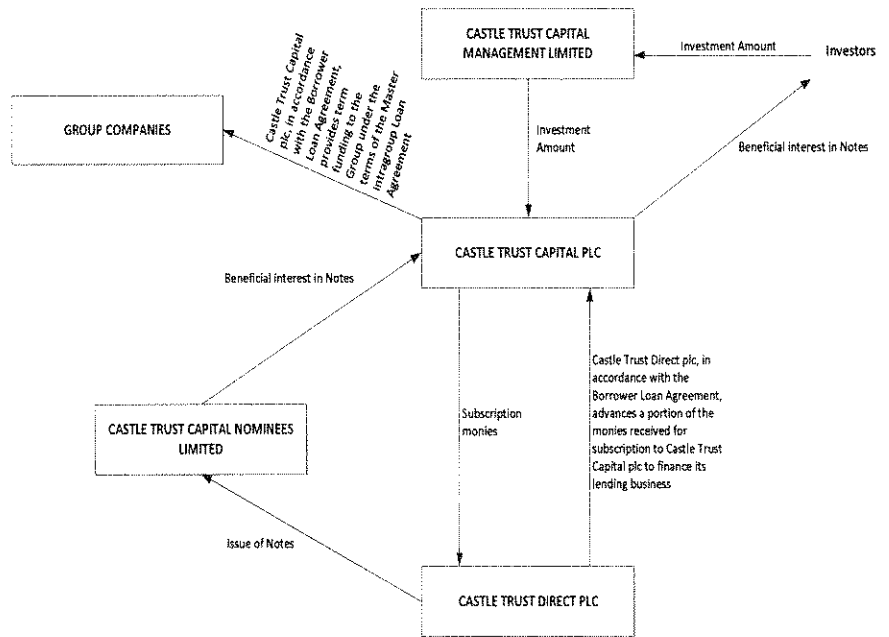 CASTLE TRUST CAPITAL
MANAGEMENT LIMITED
Investment Amount
Investors
Castle Trust Capital
plc, in accordance
with the Borrower
Loan Agreement,
provides term
funding to the
Group under the
terms of the Master
Intragroup Loan
Agreement
GROUP COMPANIES
Investment
Amount
Beneficial interest in Notes
CASTLE TRUST CAPITAL PLC
Beneficial interest in Notes
Castle Trust Direct plc, in
accordance with the
Borrower Loan Agreement,
advances a portion of the
monies received for
subscription to Castle Trust
Capital plc to finance its
lending business
Subscription
monies
CASTLE TRUST CAPITAL NOMINEES
LIMITED
Issue of Notes
CASTLE TRUST DIRECT PLC